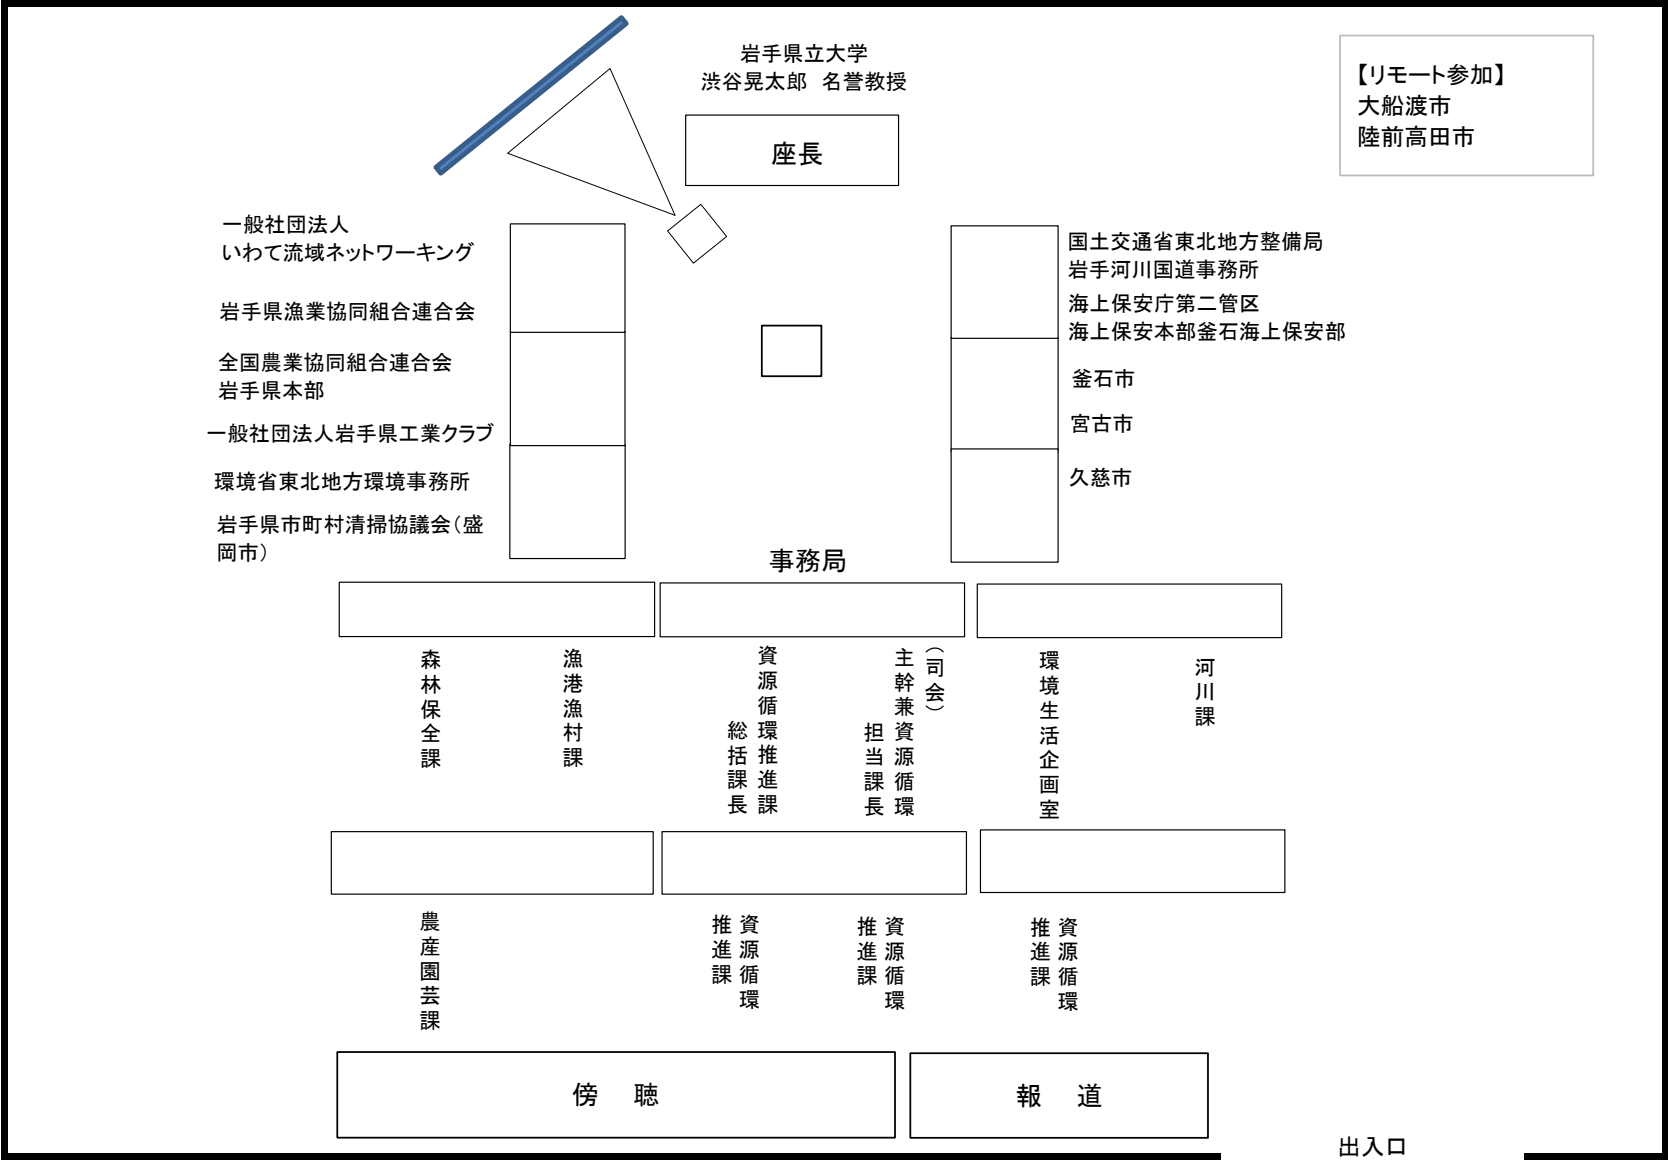 岩手県立大学
渋谷晃太郎　名誉教授
座長
【リモート参加】
大船渡市
陸前高田市
一般社団法人
いわて流域ネットワーキング
岩手県漁業協同組合連合会
全国農業協同組合連合会
岩手県本部
一般社団法人岩手県工業クラブ
環境省東北地方環境事務所
岩手県市町村清掃協議会（盛
岡市）
国土交通省東北地方整備局
岩手河川国道事務所
海上保安庁第二管区
海上保安本部釜石海上保安部
釜石市
宮古市
久慈市
事務局
森林保全課
漁港漁村課
資源循環推進課
総括課長
（司会）
主幹兼資源循環
担当課長
環境生活企画室
河川課
農産園芸課
資源循環
推進課
資源循環
推進課
資源循環
推進課
傍　聴
報　道
出入口